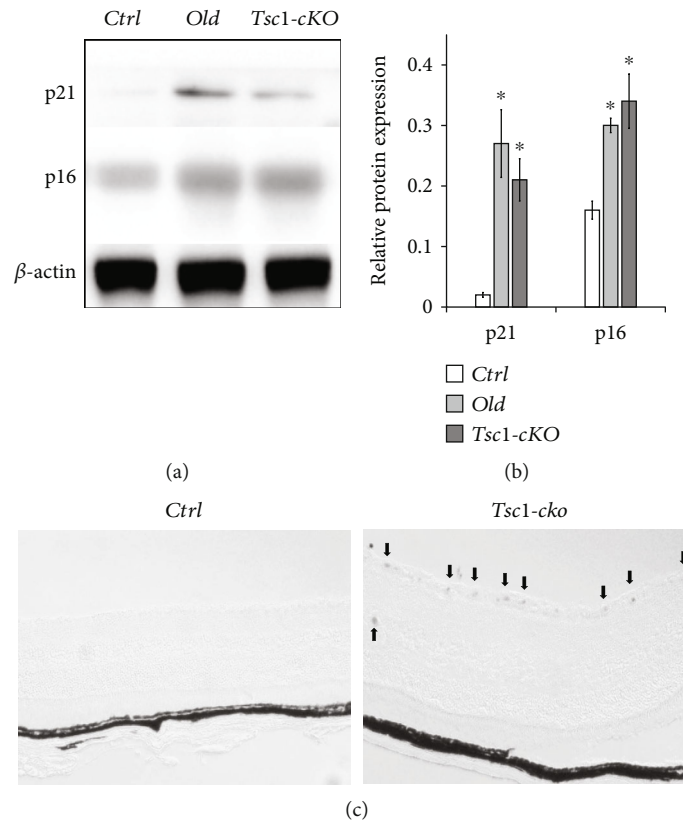 Ctrl Old Tsc1-cKO
p21
p16
β-actin
(a)
Relative protein expression
0.4
0.3
0.2
0.1
0
* * * *
p21 p16
Ctrl
Old
Tsc1-cKO
(b)
Ctrl Tsc1-cko
(c)